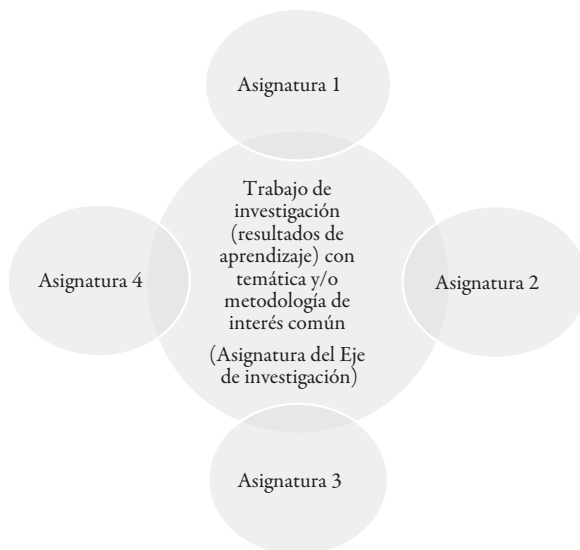 Asignatura 1
Trabajo de
investigación
(resultados de
aprendizaje) con
temática y/o
metodología de
interés común
(Asignatura del Eje
de investigación)
Asignatura 4
Asignatura 2
Asignatura 3